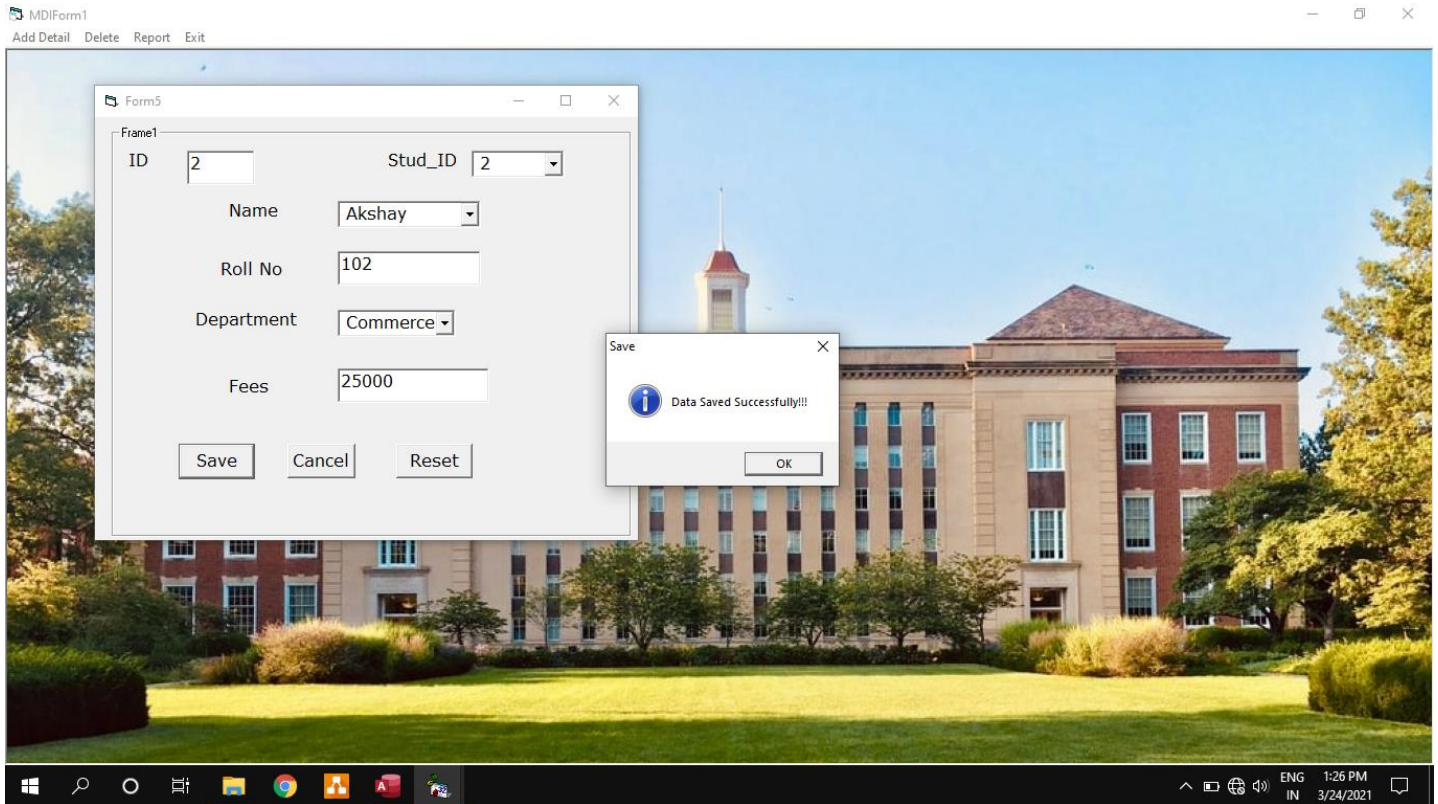 MDIForm1
Add Detail Delete Report Exit
Form5
Frame1
ID 2 Stud_ID 2
Name Akshay
Roll No 102
Department Commerce
Fees 25000
Save Cancel Reset
Save
Data Saved Successfully!!!
OK
ENG 1:26 PM
IN 3/24/2021